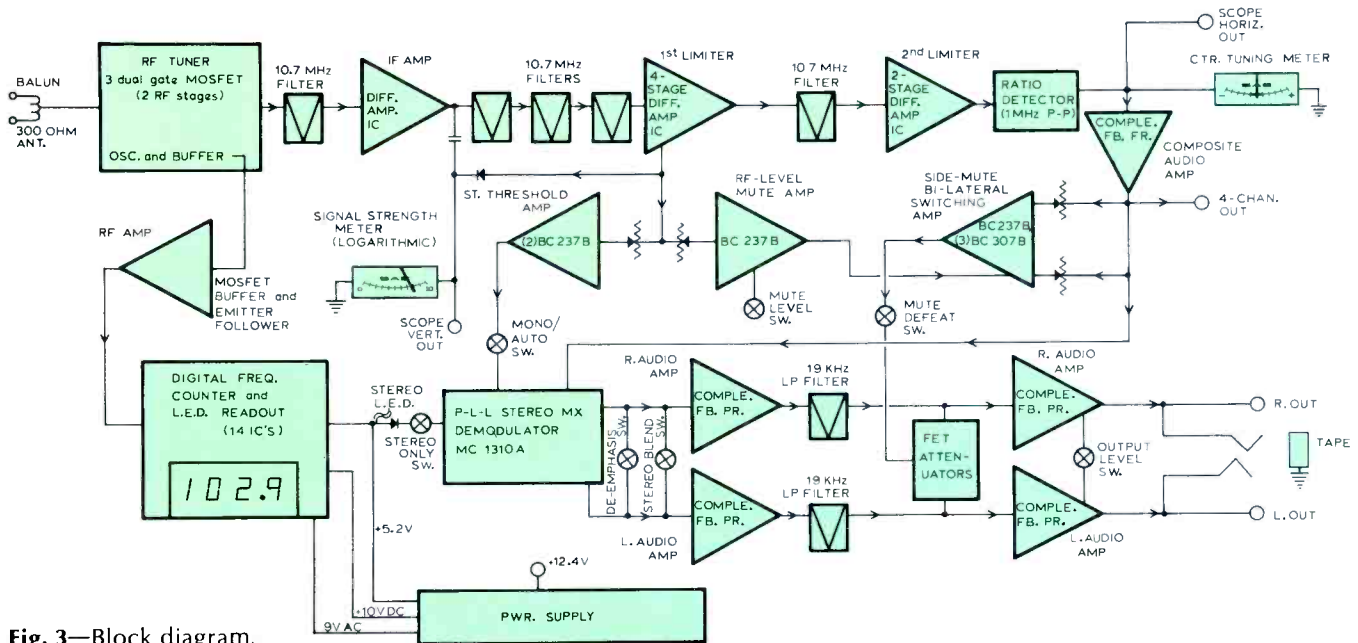 SCOPE
HORIZ.
OUT
BALUN
300 OHM
ANT.
RF TUNER
3 dual gate MOSFET
(2 RF stages)
OSC. and BUFFER
10.7 MHz
FILTER
IF AMP
DIFF.
AMP.
IC
10.7 MHz
FILTERS
1st LIMITER
4-
STAGE
DIFF.
AMP
IC
10 7 MHz
FILTER
2nd LIMITER
2-
STAGE
DIFF.
AMP
IC
RATIO
DETECTOR
(1MHz P-P)
CTR. TUNING METER
- +
COMPLE.
FB. FR.
COMPOSITE
AUDIO
AMP
4-CHAN.
OUT
RF AMP
MOSFET
BUFFER and
EMITTER
FOLLOWER
SIGNAL STRENGTH
METER
(LOGARITHMIC)
SCOPE
VERT.
OUT
ST. THRESHOLD
AMP
(2)BC 237B
RF-LEVEL
MUTE AMP
BC 237B
MUTE
LEVEL
SW.
SIDE-MUTE
BI-LATERAL
SWITCHING
AMP
BC237B
(3)BC 307B
MUTE
DEFEAT
SW.
MONO/
AUTO
SW.
DIGITAL FREQ.
COUNTER and
L.E.D. READOUT
(14 IC'S)
102.9
STEREO
L.E.D.
STEREO
ONLY
SW.
P-L-L STEREO MX
DEMODULATOR
MC 1310A
DE-EMPHASIS
SW.
STEREO BLEND
SW.
R.AUDIO
AMP
COMPLE.
FB. PR.
19 KHz
LP FILTER
COMPLE.
FB. PR.
L. AUDIO
AMP
19 KHz
LP FILTER
FET
ATTEN-
UATORS
R. AUDIO
AMP
COMPLE.
FB. PR.
OUTPUT
LEVEL
SW.
COMPLE.
FB. PR.
L.AUDIO
AMP
R.OUT
TAPE
L.OUT
+5.2V
+10VDC
9VAC
+12.4V
PWR. SUPPLY
Fig. 3—Block diagram.